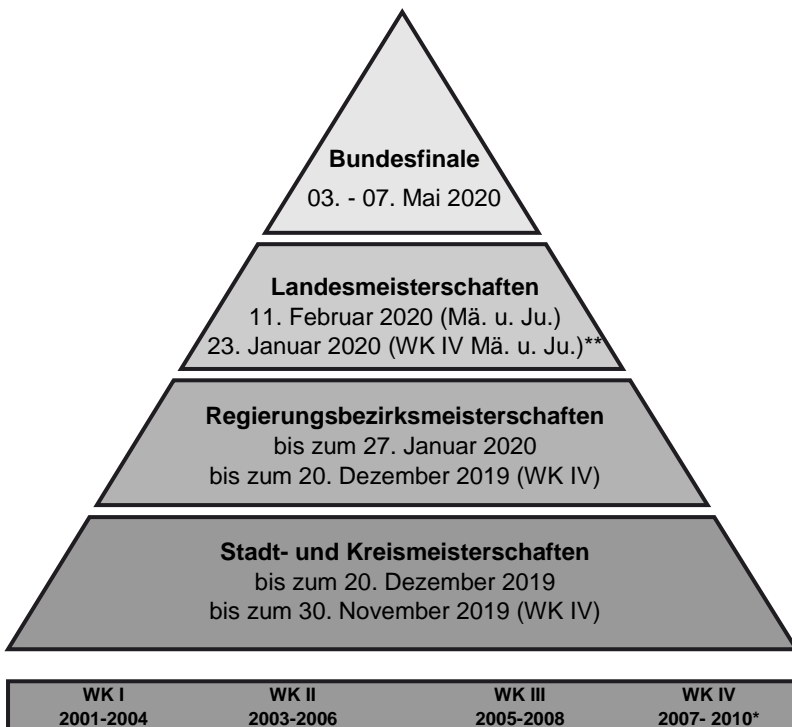 Bundesfinale
03. - 07. Mai 2020
Landesmeisterschaften
11. Februar 2020 (Mä. u. Ju.)
23. Januar 2020 (WK IV Mä. u. Ju.)**
Regierungsbezirksmeisterschaften
bis zum 27. Januar 2020
bis zum 20. Dezember 2019 (WK IV)
Stadt- und Kreismeisterschaften
bis zum 20. Dezember 2019
bis zum 30. November 2019 (WK IV)
WK I WK II WK III WK IV
2001-2004 2003-2006 2005-2008 2007- 2010*